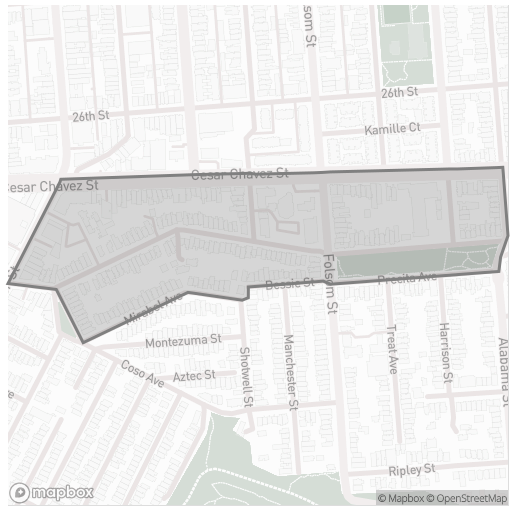 som St
26th St
26th St
Kamille Ct
Cesar Chavez St
Cesar Chavez St
St
Folsom St
Precita Ave
Bessie St
Mirabel Ave
Montezuma St
Shotwell St
Manchester St
Treat Ave
Harrison St
Alabama St
Coso Ave
Aztec St
ve
Ripley St
mapbox
© Mapbox © OpenStreetMap